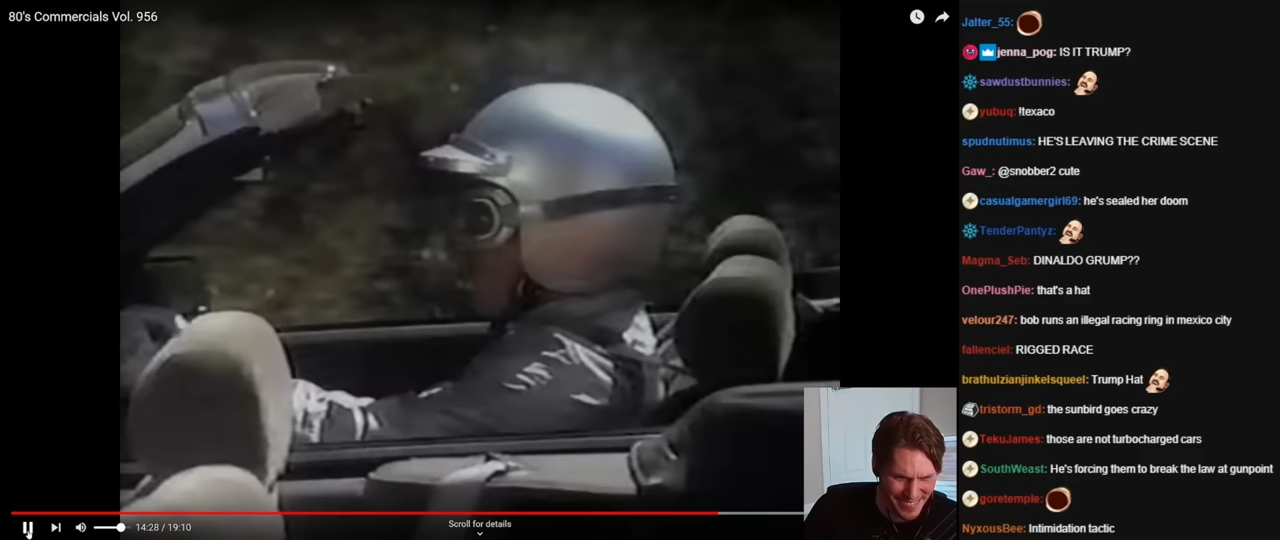 80's Commercials Vol. 956
Jalter_55:
jenna_pog: IS IT TRUMP?
sawdustbunnies:
yubuq: !texaco
spudnutimus: HE'S LEAVING THE CRIME SCENE
Gaw_: @snobber2 cute
casualgamergirl69: he's sealed her doom
TenderPantyz:
Magma_Seb: DINALDO GRUMP??
OnePlushPie: that's a hat
velour247: bob runs an illegal racing ring in mexico city
fallenciel: RIGGED RACE
brathulzianjinkelsqueel: Trump Hat
tristorm_gd: the sunbird goes crazy
TekuJames: those are not turbocharged cars
SouthWeast: He's forcing them to break the law at gunpoint
goretemple:
NyxousBee: Intimidation tactic
14:28 / 19:10
Scroll for details